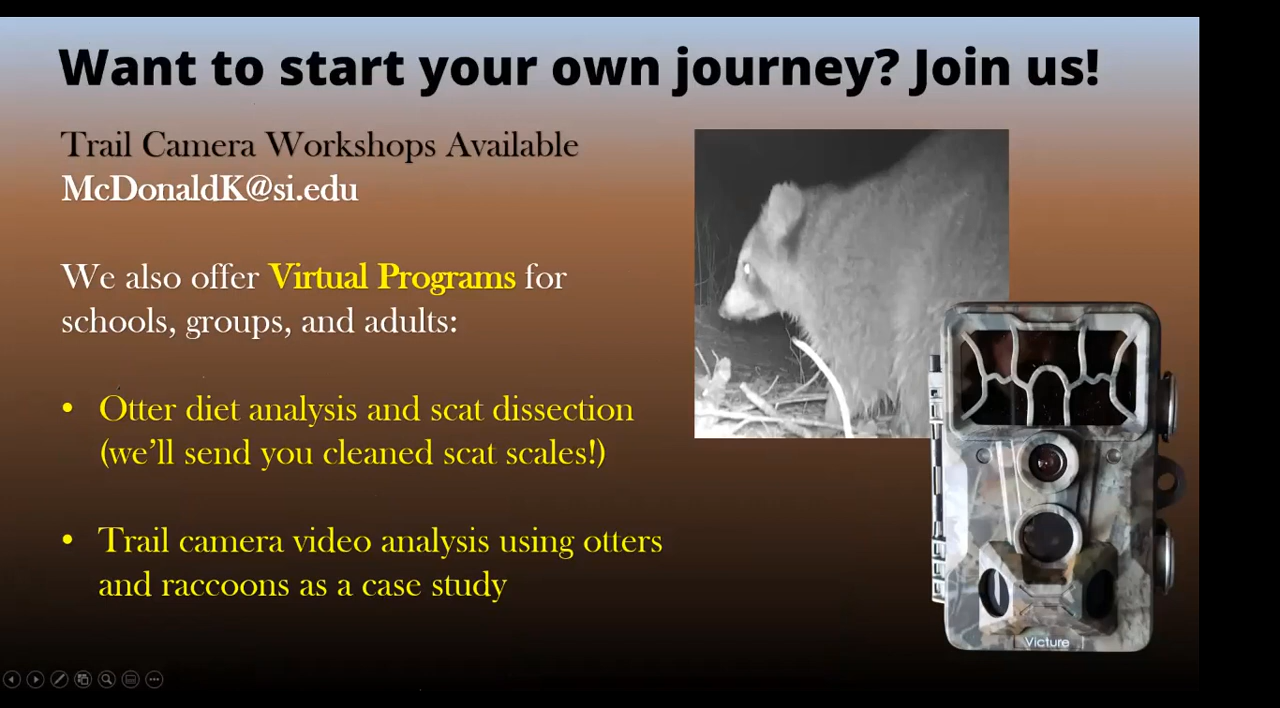 Want to start your own journey? Join us!
Trail Camera Workshops Available
McDonaldK@si.edu
We also offer Virtual Programs for
schools, groups, and adults:
• Otter diet analysis and scat dissection
(we'll send you cleaned scat scales!)
• Trail camera video analysis using otters
and raccoons as a case study
Victure